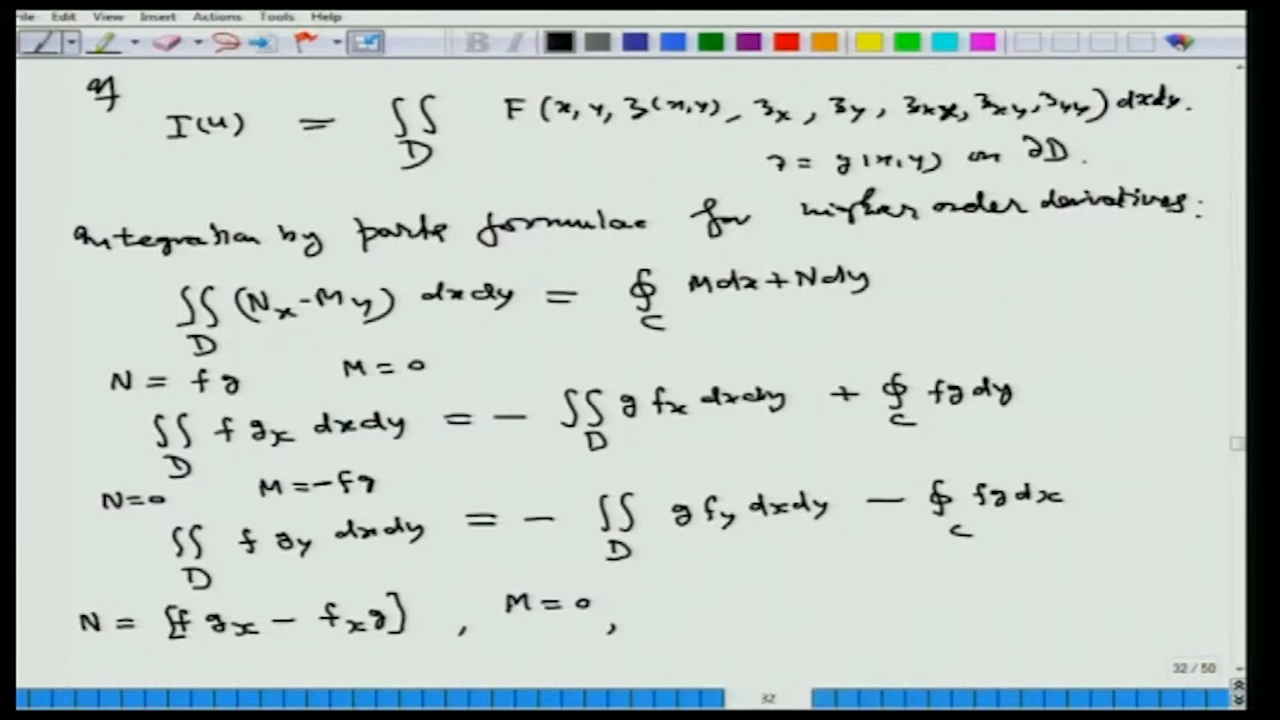 File Edit View Insert Actions Tools Help
If
I(u) = ∬_D F(x, y, z(x,y), z_x, z_y, z_xx, z_xy, z_yy) dxdy.
z = g(x,y) on ∂D.
Integration by parts formulae for higher order derivatives:
∬_D (N_x - M_y) dxdy = ∮_C Mdx + Ndy
N = fg M = 0
∬_D f g_x dxdy = - ∬_D g f_x dxdy + ∮_C fg dy
N = 0 M = -fg
∬_D f g_y dxdy = - ∬_D g f_y dxdy - ∮_C fg dx
N = [f g_x - f_x g] , M = 0 ,
32 / 50
32